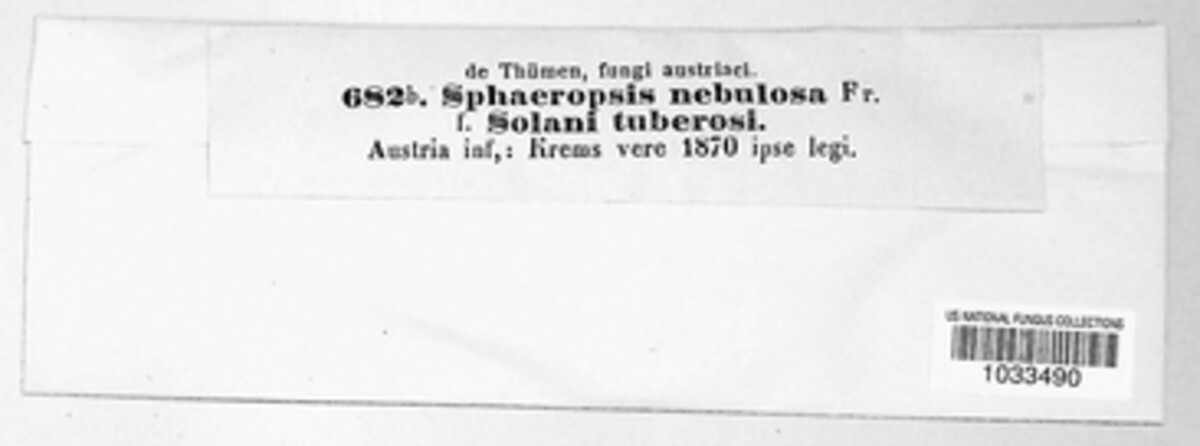 de Thümen, fungi austriaci.
682b. Sphaeropsis nebulosa Fr.
f. Solani tuberosi.
Austria inf,: Krems vere 1870 ipse legi.
US NATIONAL FUNGUS COLLECTIONS
1033490